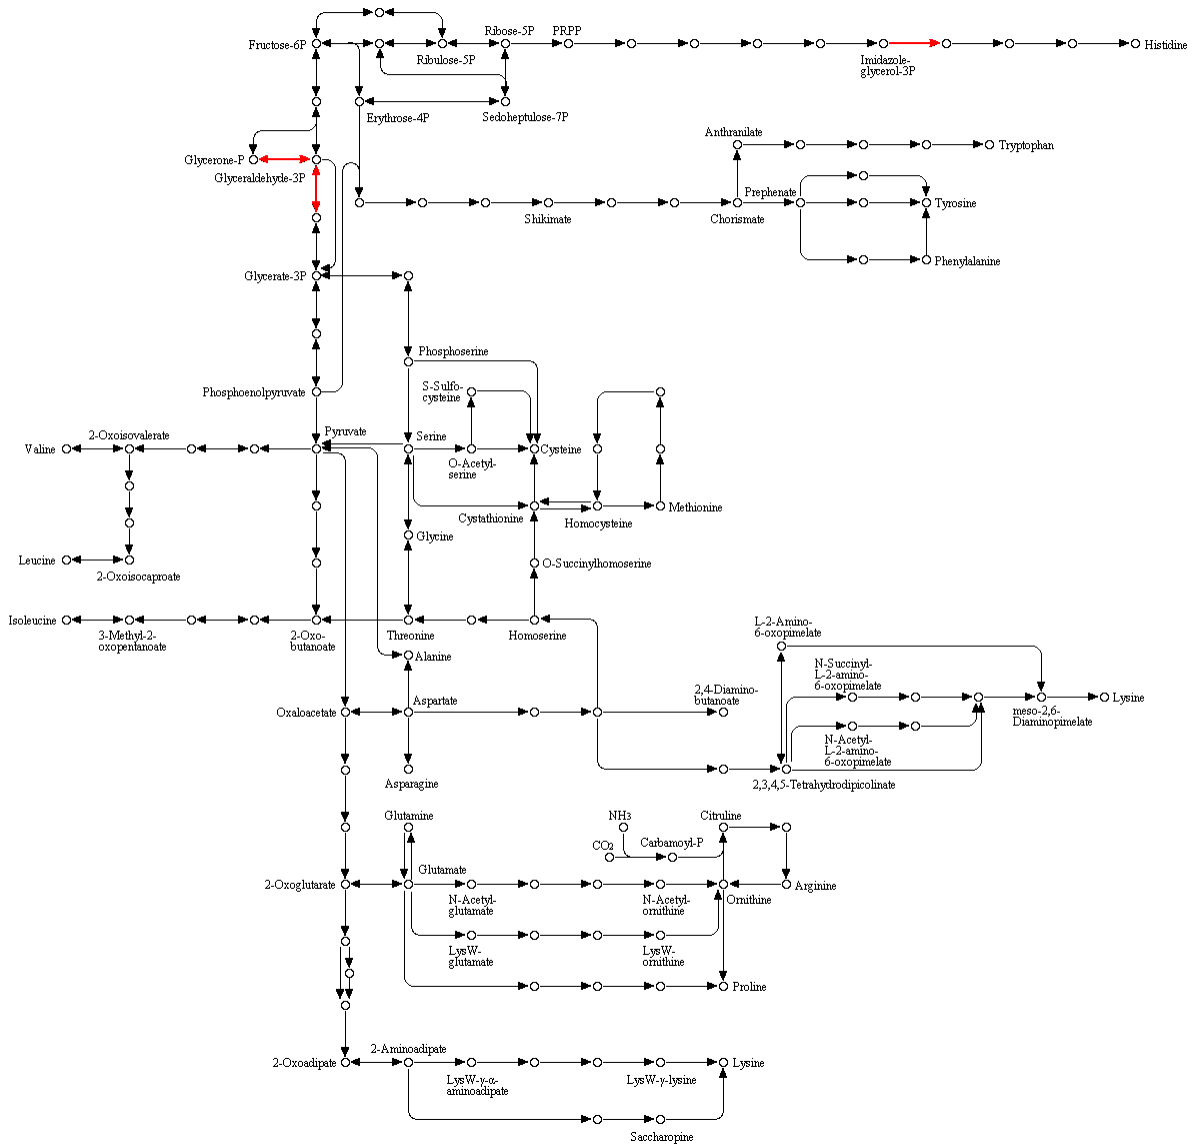 Fructose-6P
Ribulose-5P
Ribose-5P
PRPP
Imidazole-
glycerol-3P
Histidine
Erythrose-4P
Sedoheptulose-7P
Glycerone-P
Glyceraldehyde-3P
Anthranilate
Tryptophan
Shikimate
Chorismate
Prephenate
Tyrosine
Phenylalanine
Glycerate-3P
Phosphoserine
Phosphoenolpyruvate
S-Sulfo-
cysteine
Valine
2-Oxoisovalerate
Pyruvate
Serine
O-Acetyl-
serine
Cysteine
Cystathionine
Homocysteine
Methionine
Glycine
Leucine
2-Oxoisocaproate
O-Succinylhomoserine
Isoleucine
3-Methyl-2-
oxopentanoate
2-Oxo-
butanoate
Threonine
Homoserine
Alanine
L-2-Amino-
6-oxopimelate
N-Succinyl-
L-2-amino-
6-oxopimelate
Oxaloacetate
Aspartate
2,4-Diamino-
butanoate
meso-2,6-
Diaminopimelate
Lysine
N-Acetyl-
L-2-amino-
6-oxopimelate
Asparagine
2,3,4,5-Tetrahydrodipicolinate
Glutamine
NH3
CO2
Carbamoyl-P
Citruline
2-Oxoglutarate
Glutamate
N-Acetyl-
glutamate
N-Acetyl-
ornithine
Ornithine
Arginine
LysW-
glutamate
LysW-
ornithine
Proline
2-Oxoadipate
2-Aminoadipate
LysW-γ-α-
aminoadipate
LysW-γ-lysine
Lysine
Saccharopine